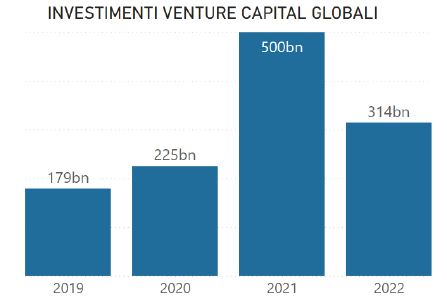 INVESTIMENTI VENTURE CAPITAL GLOBALI
500bn
314bn
225bn
179bn
2019 2020 2021 2022